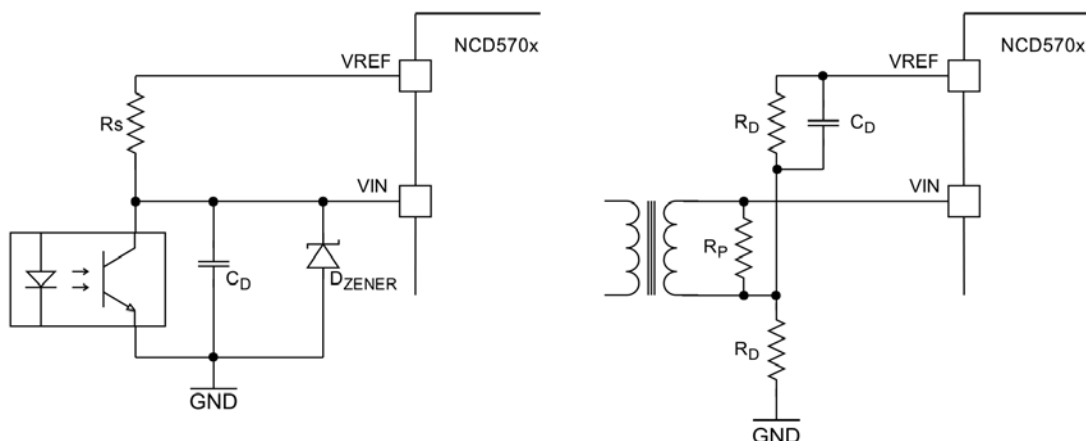 NCD570x
VREF
Rs
VIN
CD
DZENER
GND
NCD570x
VREF
RD
CD
VIN
RP
RD
GND